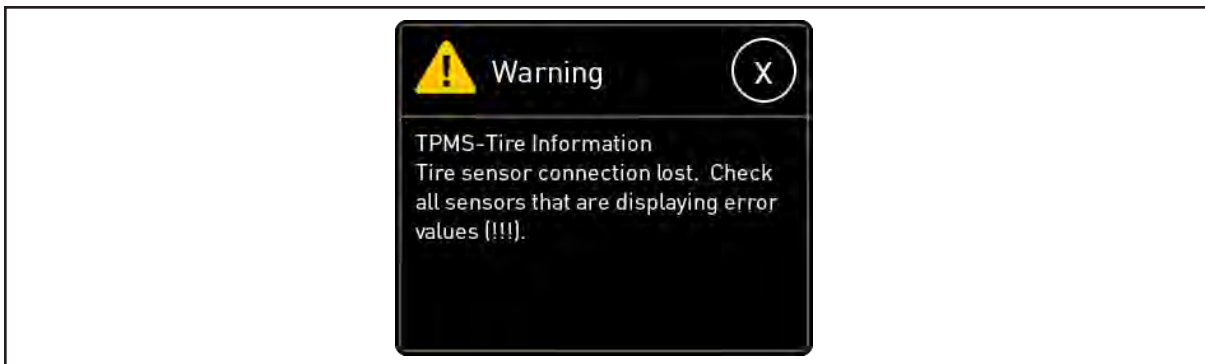 Warning
X
TPMS-Tire Information
Tire sensor connection lost.  Check
all sensors that are displaying error
values (!!!).